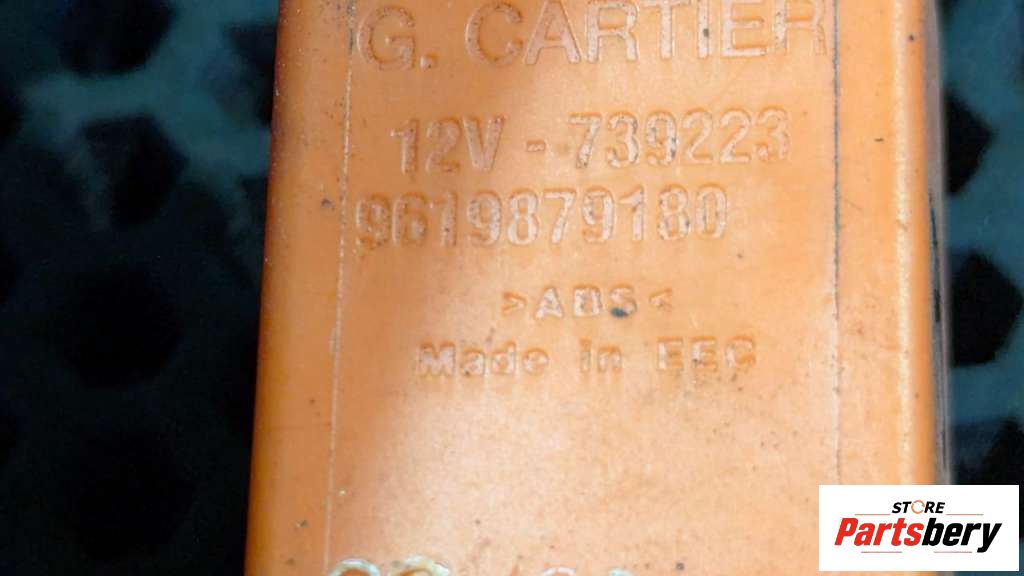 G. CARTIER
12V - 739223
9619879180
>ABS<
Made in EEC
STORE
Partsbery